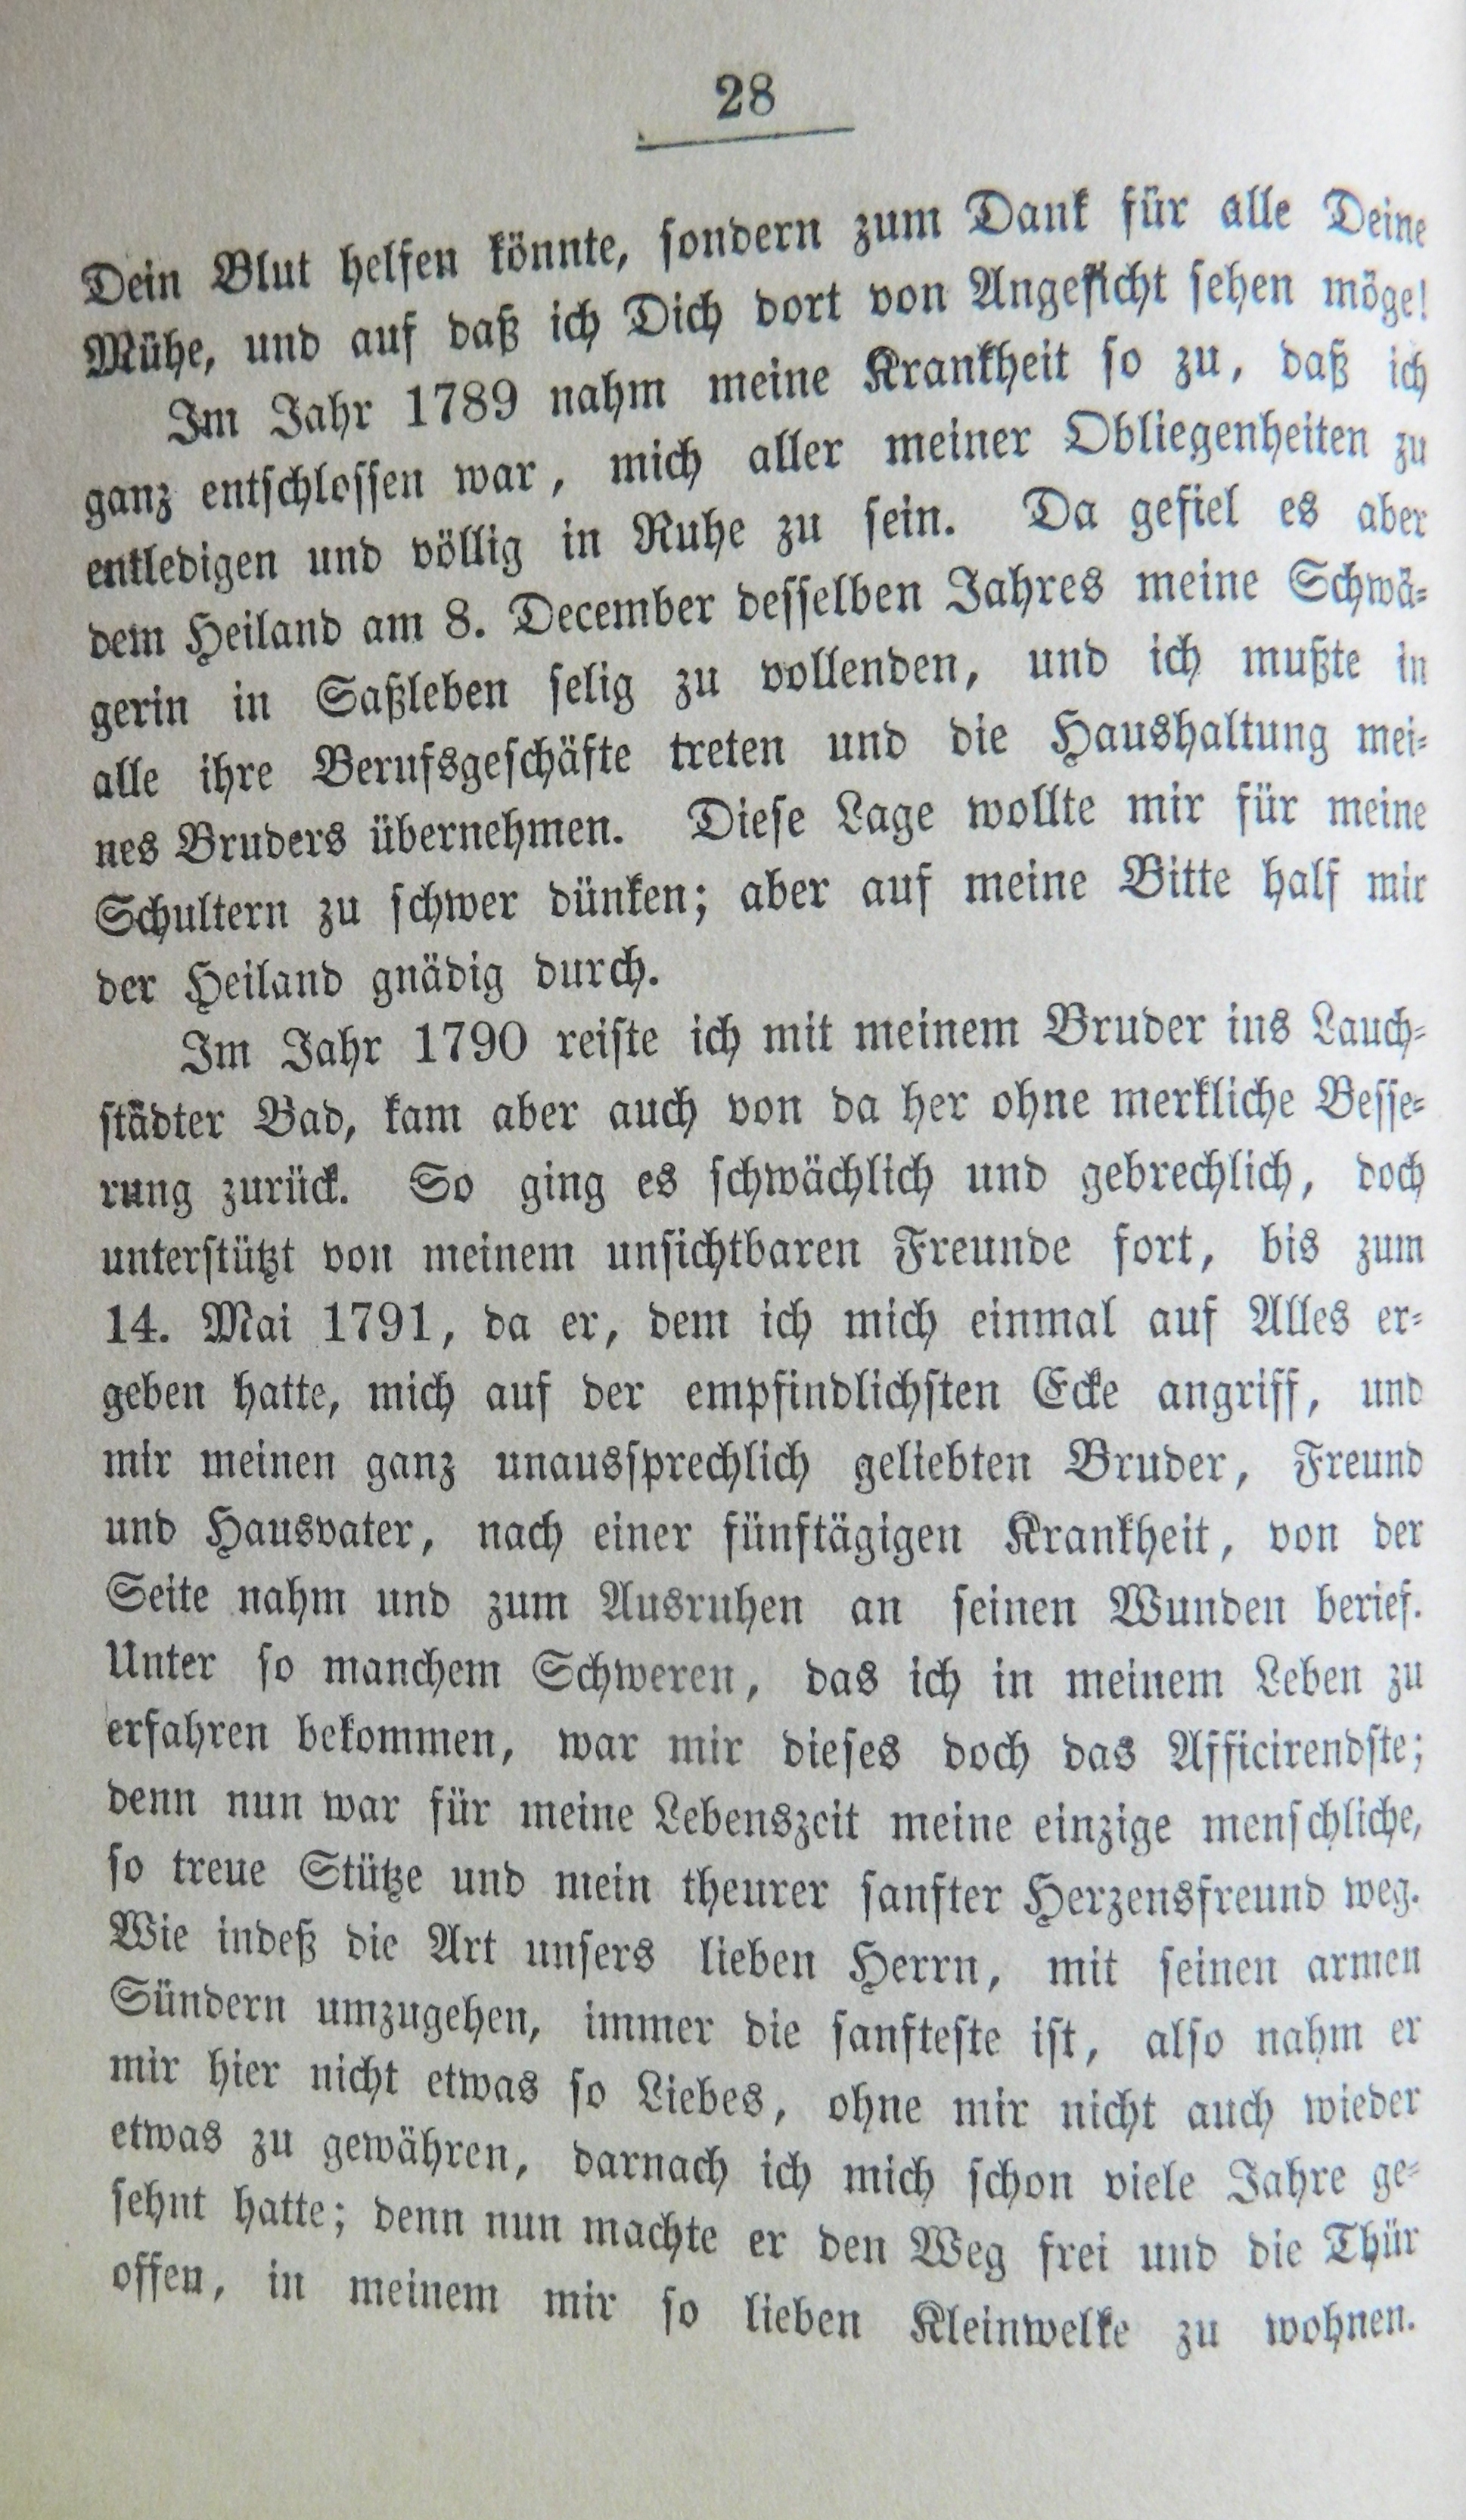 28
Dein Blut helfen könnte, sondern zum Dank für alle Deine
Mühe, und auf daß ich Dich dort von Angesicht sehen möge!
Im Jahr 1789 nahm meine Krankheit so zu, daß ich
ganz entschlossen war, mich aller meiner Obliegenheiten zu
entledigen und völlig in Ruhe zu sein. Da gefiel es aber
dem Heiland am 8. December desselben Jahres meine Schwä-
gerin in Saßleben selig zu vollenden, und ich mußte in
alle ihre Berufsgeschäfte treten und die Haushaltung mei-
nes Bruders übernehmen. Diese Lage wollte mir für meine
Schultern zu schwer dünken; aber auf meine Bitte half mir
der Heiland gnädig durch.
Im Jahr 1790 reiste ich mit meinem Bruder ins Lauch-
städter Bad, kam aber auch von da her ohne merkliche Besse-
rung zurück. So ging es schwächlich und gebrechlich, doch
unterstützt von meinem unsichtbaren Freunde fort, bis zum
14. Mai 1791, da er, dem ich mich einmal auf Alles er-
geben hatte, mich auf der empfindlichsten Ecke angriff, und
mir meinen ganz unaussprechlich geliebten Bruder, Freund
und Hausvater, nach einer fünftägigen Krankheit, von der
Seite nahm und zum Ausruhen an seinen Wunden berief.
Unter so manchem Schweren, das ich in meinem Leben zu
erfahren bekommen, war mir dieses doch das Afficirendste;
denn nun war für meine Lebenszeit meine einzige menschliche,
so treue Stütze und mein theurer sanfter Herzensfreund weg.
Wie indeß die Art unsers lieben Herrn, mit seinen armen
Sündern umzugehen, immer die sanfteste ist, also nahm er
mir hier nicht etwas so Liebes, ohne mir nicht auch wieder
etwas zu gewähren, darnach ich mich schon viele Jahre ge-
sehnt hatte; denn nun machte er den Weg frei und die Thür
offen, in meinem mir so lieben Kleinwelke zu wohnen.